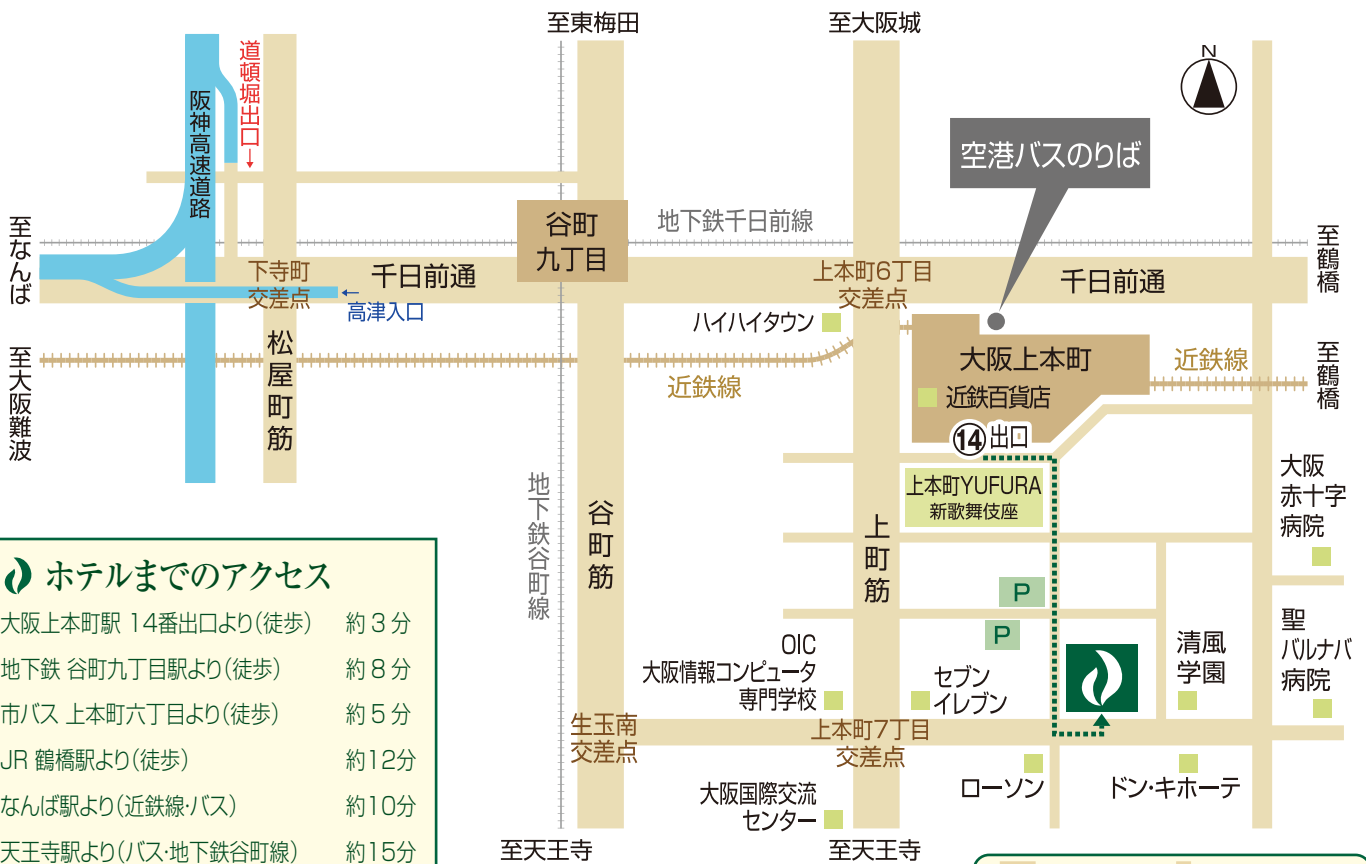 至東梅田
至大阪城
N
道頓堀出口
↓
阪神高速道路
空港バスのりば
至なんば
谷町
九丁目
地下鉄千日前線
至鶴橋
下寺町
交差点
千日前通
上本町6丁目
交差点
千日前通
←
高津入口
ハイハイタウン
松屋町筋
至大阪難波
近鉄線
大阪上本町
近鉄百貨店
近鉄線
至鶴橋
⑭出口
上本町YUFURA
新歌舞伎座
大阪
赤十字
病院
地下鉄谷町線
谷町筋
上町筋
P
P
OIC
大阪情報コンピュータ
専門学校
セブン
イレブン
清風
学園
聖
バルナバ
病院
生玉南
交差点
上本町7丁目
交差点
ローソン
ドン・キホーテ
大阪国際交流
センター
至天王寺
至天王寺
ホテルまでのアクセス
大阪上本町駅 14番出口より(徒歩) 約3分
地下鉄 谷町九丁目駅より(徒歩) 約8分
市バス 上本町六丁目より(徒歩) 約5分
JR 鶴橋駅より(徒歩) 約12分
なんば駅より(近鉄線・バス) 約10分
天王寺駅より(バス・地下鉄谷町線) 約15分